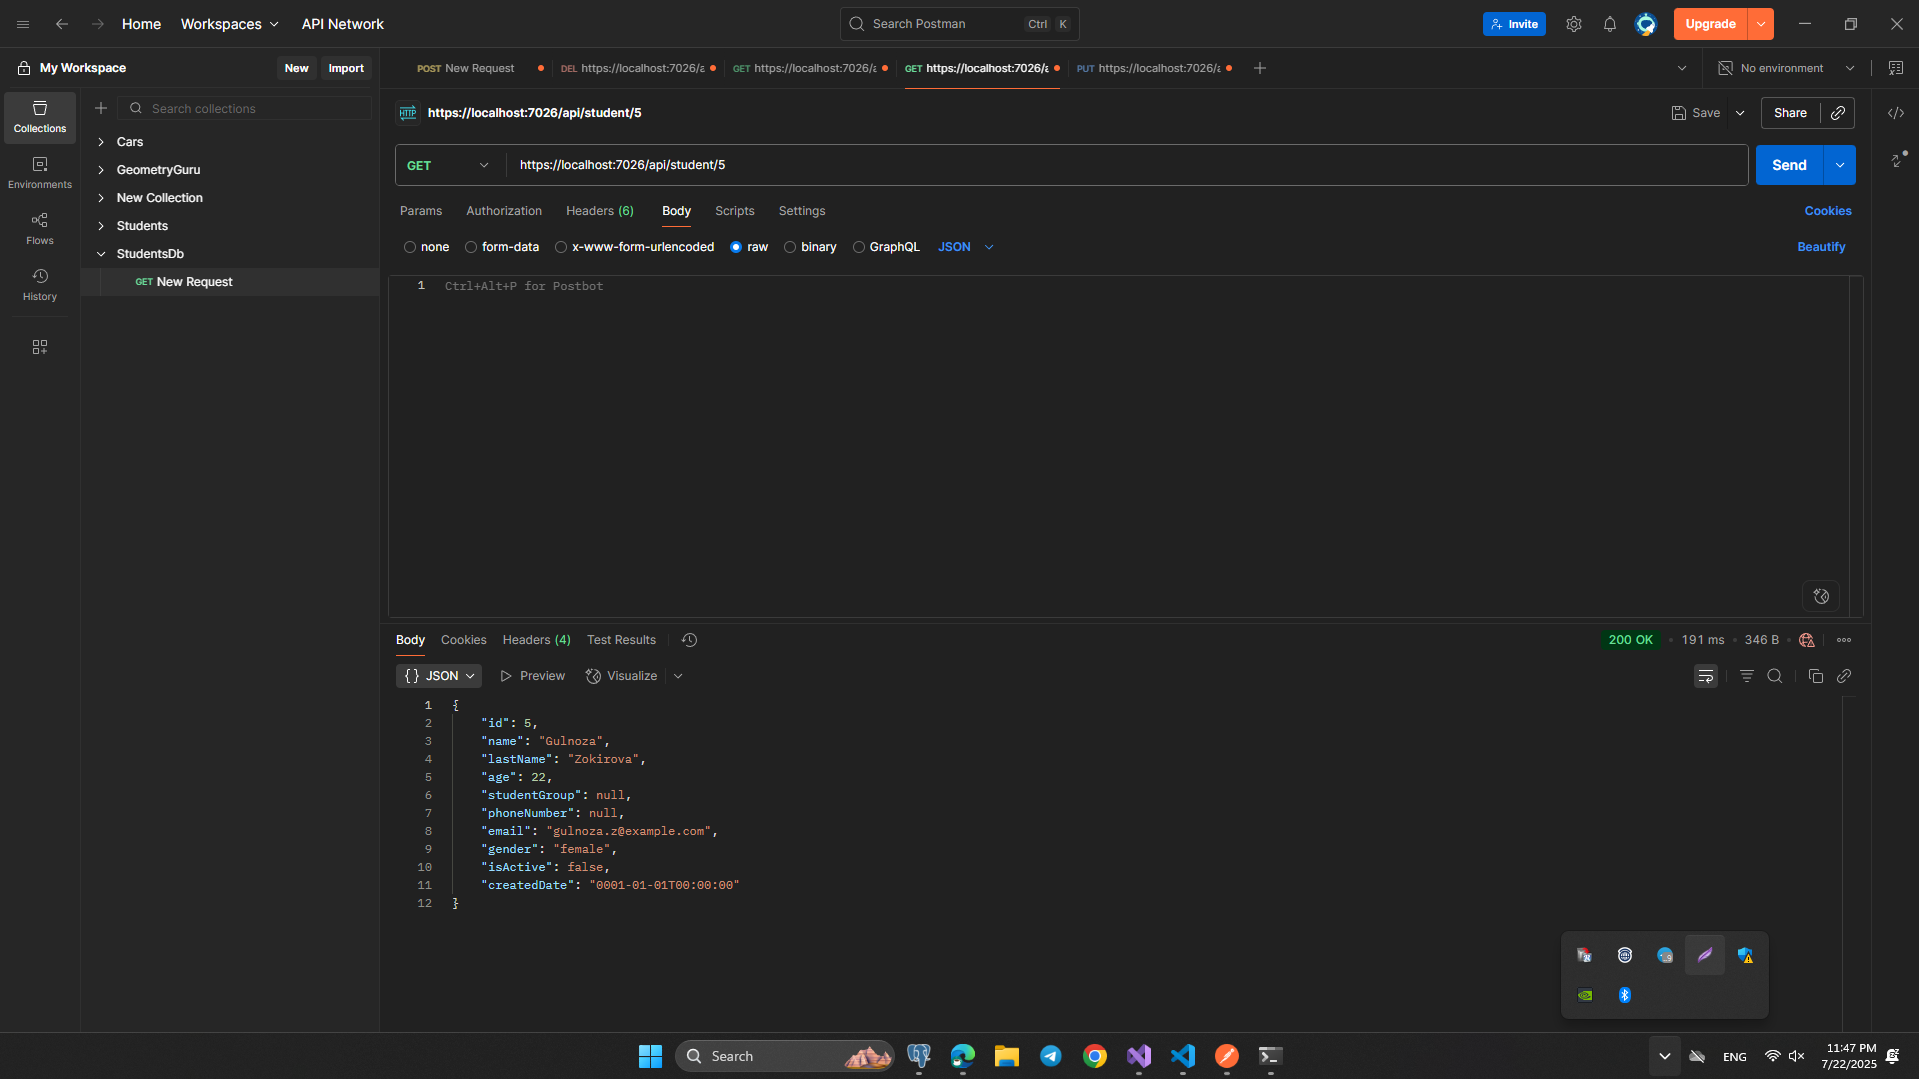 Home
Workspaces
API Network
Search Postman
Ctrl K
Invite
Upgrade
My Workspace
New
Import
POST New Request
DEL https://localhost:7026/a
GET https://localhost:7026/a
GET https://localhost:7026/a
PUT https://localhost:7026/a
No environment
Collections
Environments
Flows
History
Search collections
Cars
GeometryGuru
New Collection
Students
StudentsDb
GET New Request
HTTP https://localhost:7026/api/student/5
Save
Share
GET https://localhost:7026/api/student/5
Send
Params Authorization Headers (6) Body Scripts Settings
Cookies
none form-data x-www-form-urlencoded raw binary GraphQL JSON
Beautify
1 Ctrl+Alt+P for Postbot
Body Cookies Headers (4) Test Results
200 OK • 191 ms • 346 B
{} JSON Preview Visualize
1 {
2 "id": 5,
3 "name": "Gulnoza",
4 "lastName": "Zokirova",
5 "age": 22,
6 "studentGroup": null,
7 "phoneNumber": null,
8 "email": "gulnoza.z@example.com",
9 "gender": "female",
10 "isActive": false,
11 "createdDate": "0001-01-01T00:00:00"
12 }
Search
ENG
11:47 PM
7/22/2025